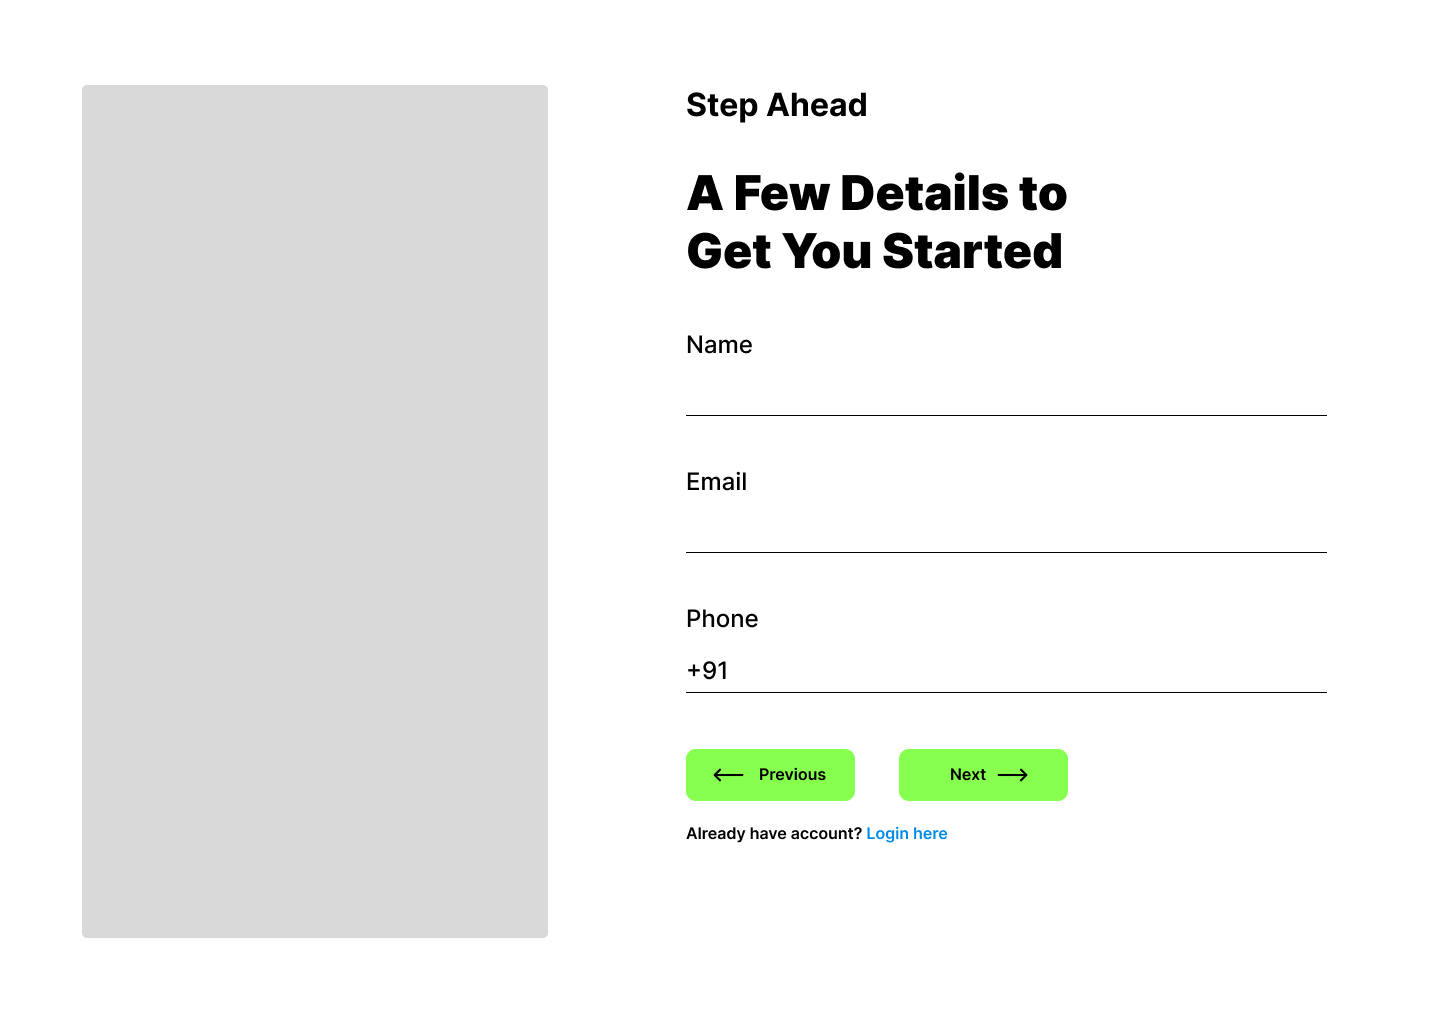 Step Ahead
A Few Details to
Get You Started
Name
Email
Phone
+91
Previous
Next
Already have account? Login here